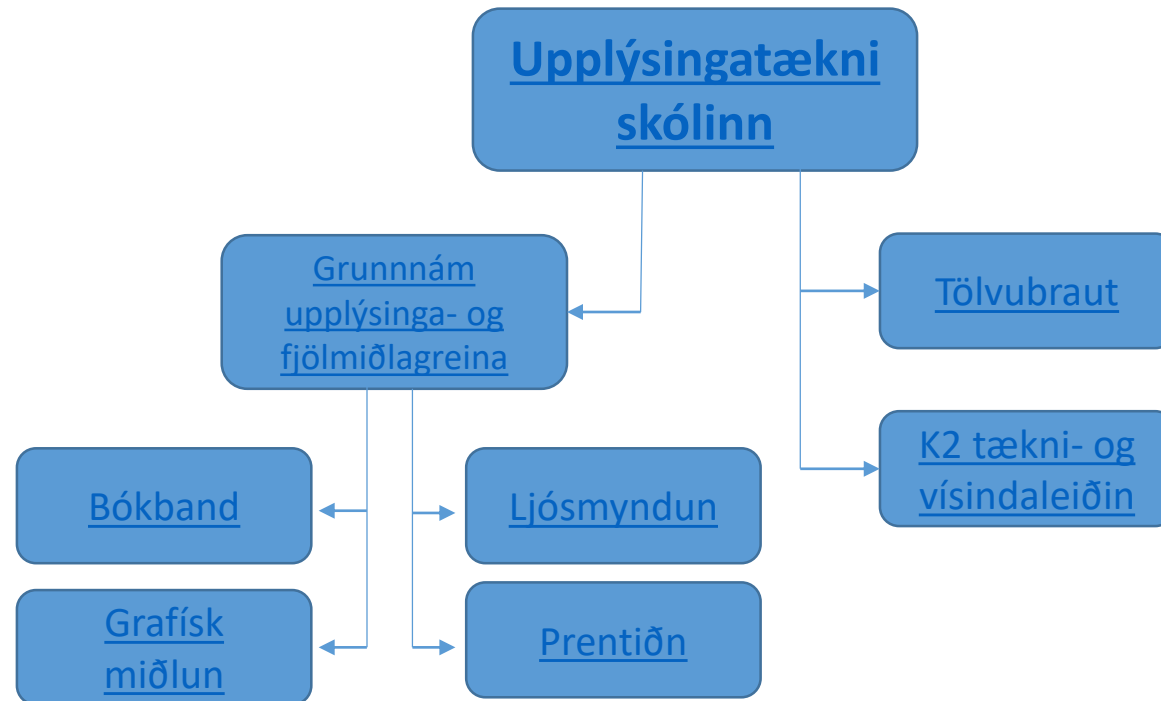 Upplýsingatækni
skólinn
Grunnnám
upplýsinga- og
fjölmiðlagreina
Tölvubraut
K2 tækni- og
vísindaleiðin
Bókband
Ljósmyndun
Grafísk
miðlun
Prentiðn